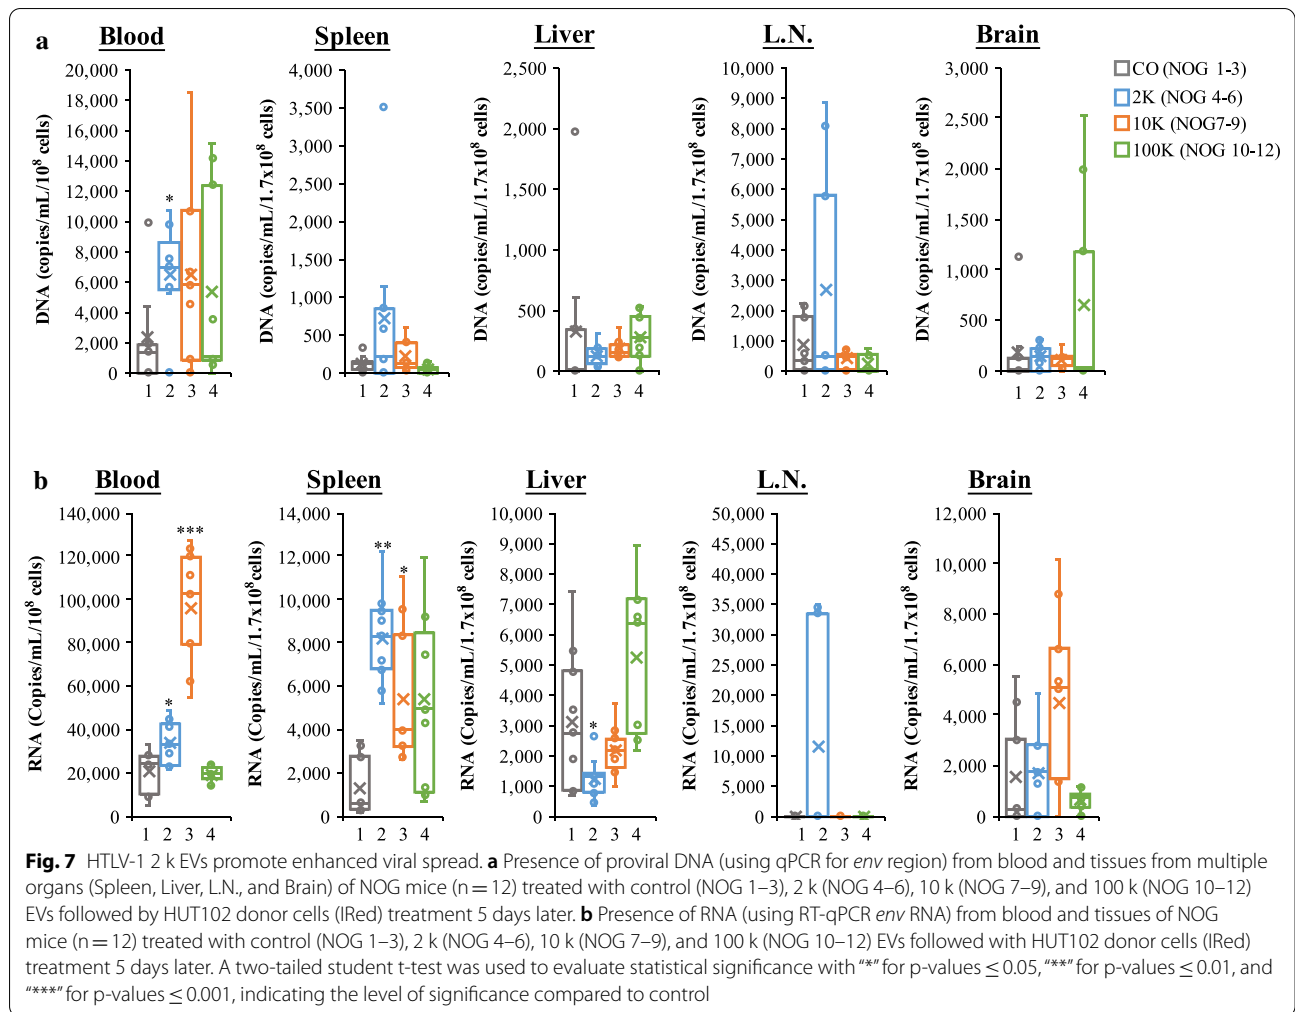 a
Blood
Spleen
Liver
L.N.
Brain
DNA (copies/mL/10⁸ cells)
20,000
18,000
16,000
14,000
12,000
10,000
8,000
6,000
4,000
2,000
0
*
1 2 3 4
DNA (copies/mL/1.7x10⁸ cells)
4,000
3,500
3,000
2,500
2,000
1,500
1,000
500
0
1 2 3 4
DNA (copies/mL/1.7x10⁸ cells)
2,500
2,000
1,500
1,000
500
0
1 2 3 4
DNA (copies/mL/1.7x10⁸ cells)
10,000
9,000
8,000
7,000
6,000
5,000
4,000
3,000
2,000
1,000
0
1 2 3 4
DNA (copies/mL/1.7x10⁸ cells)
3,000
2,500
2,000
1,500
1,000
500
0
1 2 3 4
CO (NOG 1-3)
2K (NOG 4-6)
10K (NOG7-9)
100K (NOG 10-12)
b
Blood
Spleen
Liver
L.N.
Brain
RNA (Copies/mL/10⁸ cells)
140,000
120,000
100,000
80,000
60,000
40,000
20,000
0
*
***
1 2 3 4
RNA (Copies/mL/1.7x10⁸cells)
14,000
12,000
10,000
8,000
6,000
4,000
2,000
0
**
*
1 2 3 4
RNA (Copies/mL/1.7x10⁸ cells)
10,000
9,000
8,000
7,000
6,000
5,000
4,000
3,000
2,000
1,000
0
*
1 2 3 4
RNA (Copies/mL/1.7x10⁸ cells)
50,000
45,000
40,000
35,000
30,000
25,000
20,000
15,000
10,000
5,000
0
1 2 3 4
RNA (Copies/mL/1.7x10⁸ cells)
12,000
10,000
8,000
6,000
4,000
2,000
0
1 2 3 4
Fig. 7 HTLV-1 2 k EVs promote enhanced viral spread. a Presence of proviral DNA (using qPCR for env region) from blood and tissues from multiple
organs (Spleen, Liver, L.N., and Brain) of NOG mice (n = 12) treated with control (NOG 1–3), 2 k (NOG 4–6), 10 k (NOG 7–9), and 100 k (NOG 10–12)
EVs followed by HUT102 donor cells (IRed) treatment 5 days later. b Presence of RNA (using RT-qPCR env RNA) from blood and tissues of NOG
mice (n = 12) treated with control (NOG 1–3), 2 k (NOG 4–6), 10 k (NOG 7–9), and 100 k (NOG 10–12) EVs followed with HUT102 donor cells (IRed)
treatment 5 days later. A two-tailed student t-test was used to evaluate statistical significance with “*” for p-values ≤ 0.05, “**” for p-values ≤ 0.01, and
“***” for p-values ≤ 0.001, indicating the level of significance compared to control